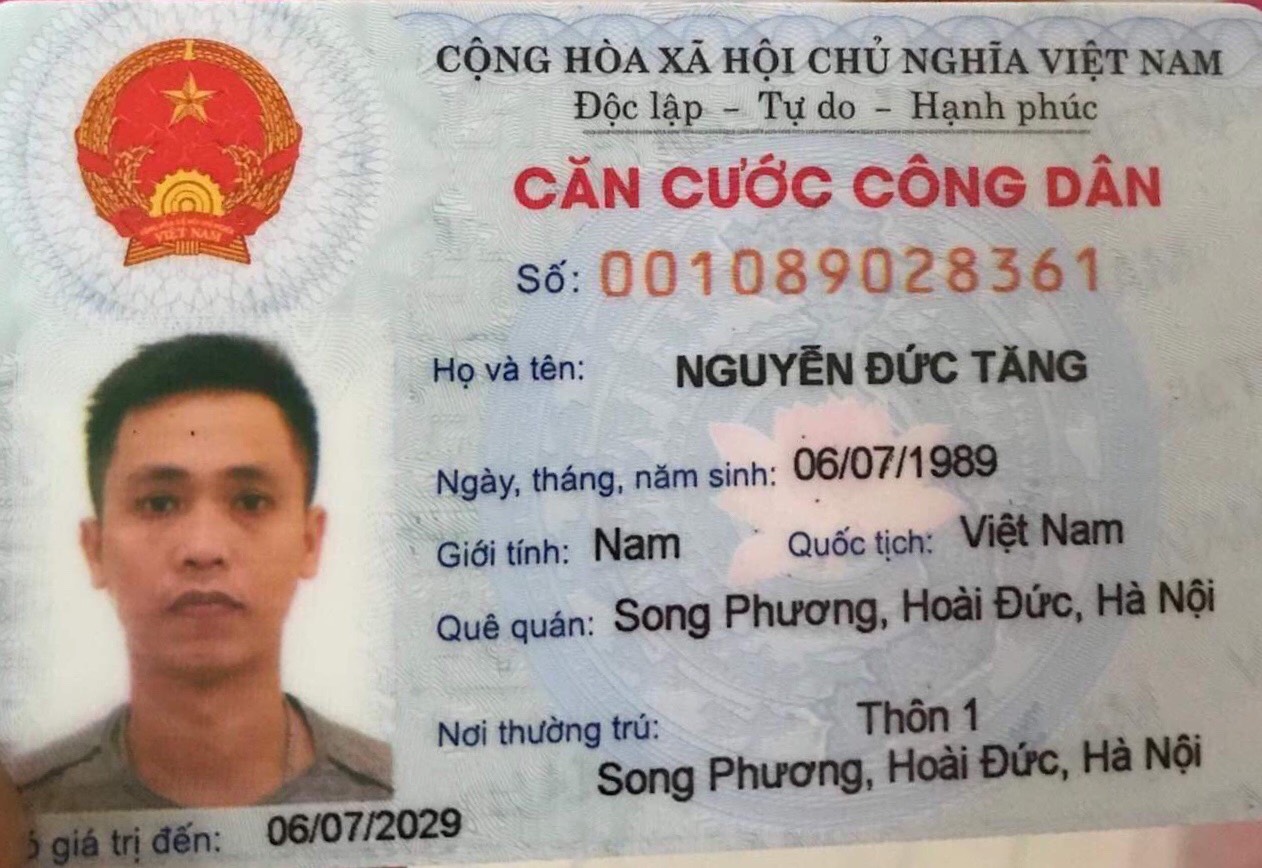 CỘNG HÒA XÃ HỘI CHỦ NGHĨA VIỆT NAM
Độc lập - Tự do - Hạnh phúc
CĂN CƯỚC CÔNG DÂN
Số: 001089028361
Họ và tên: NGUYỄN ĐỨC TĂNG
Ngày, tháng, năm sinh: 06/07/1989
Giới tính: Nam Quốc tịch: Việt Nam
Quê quán: Song Phương, Hoài Đức, Hà Nội
Nơi thường trú: Thôn 1
Song Phương, Hoài Đức, Hà Nội
giá trị đến: 06/07/2029
VIỆT NAM